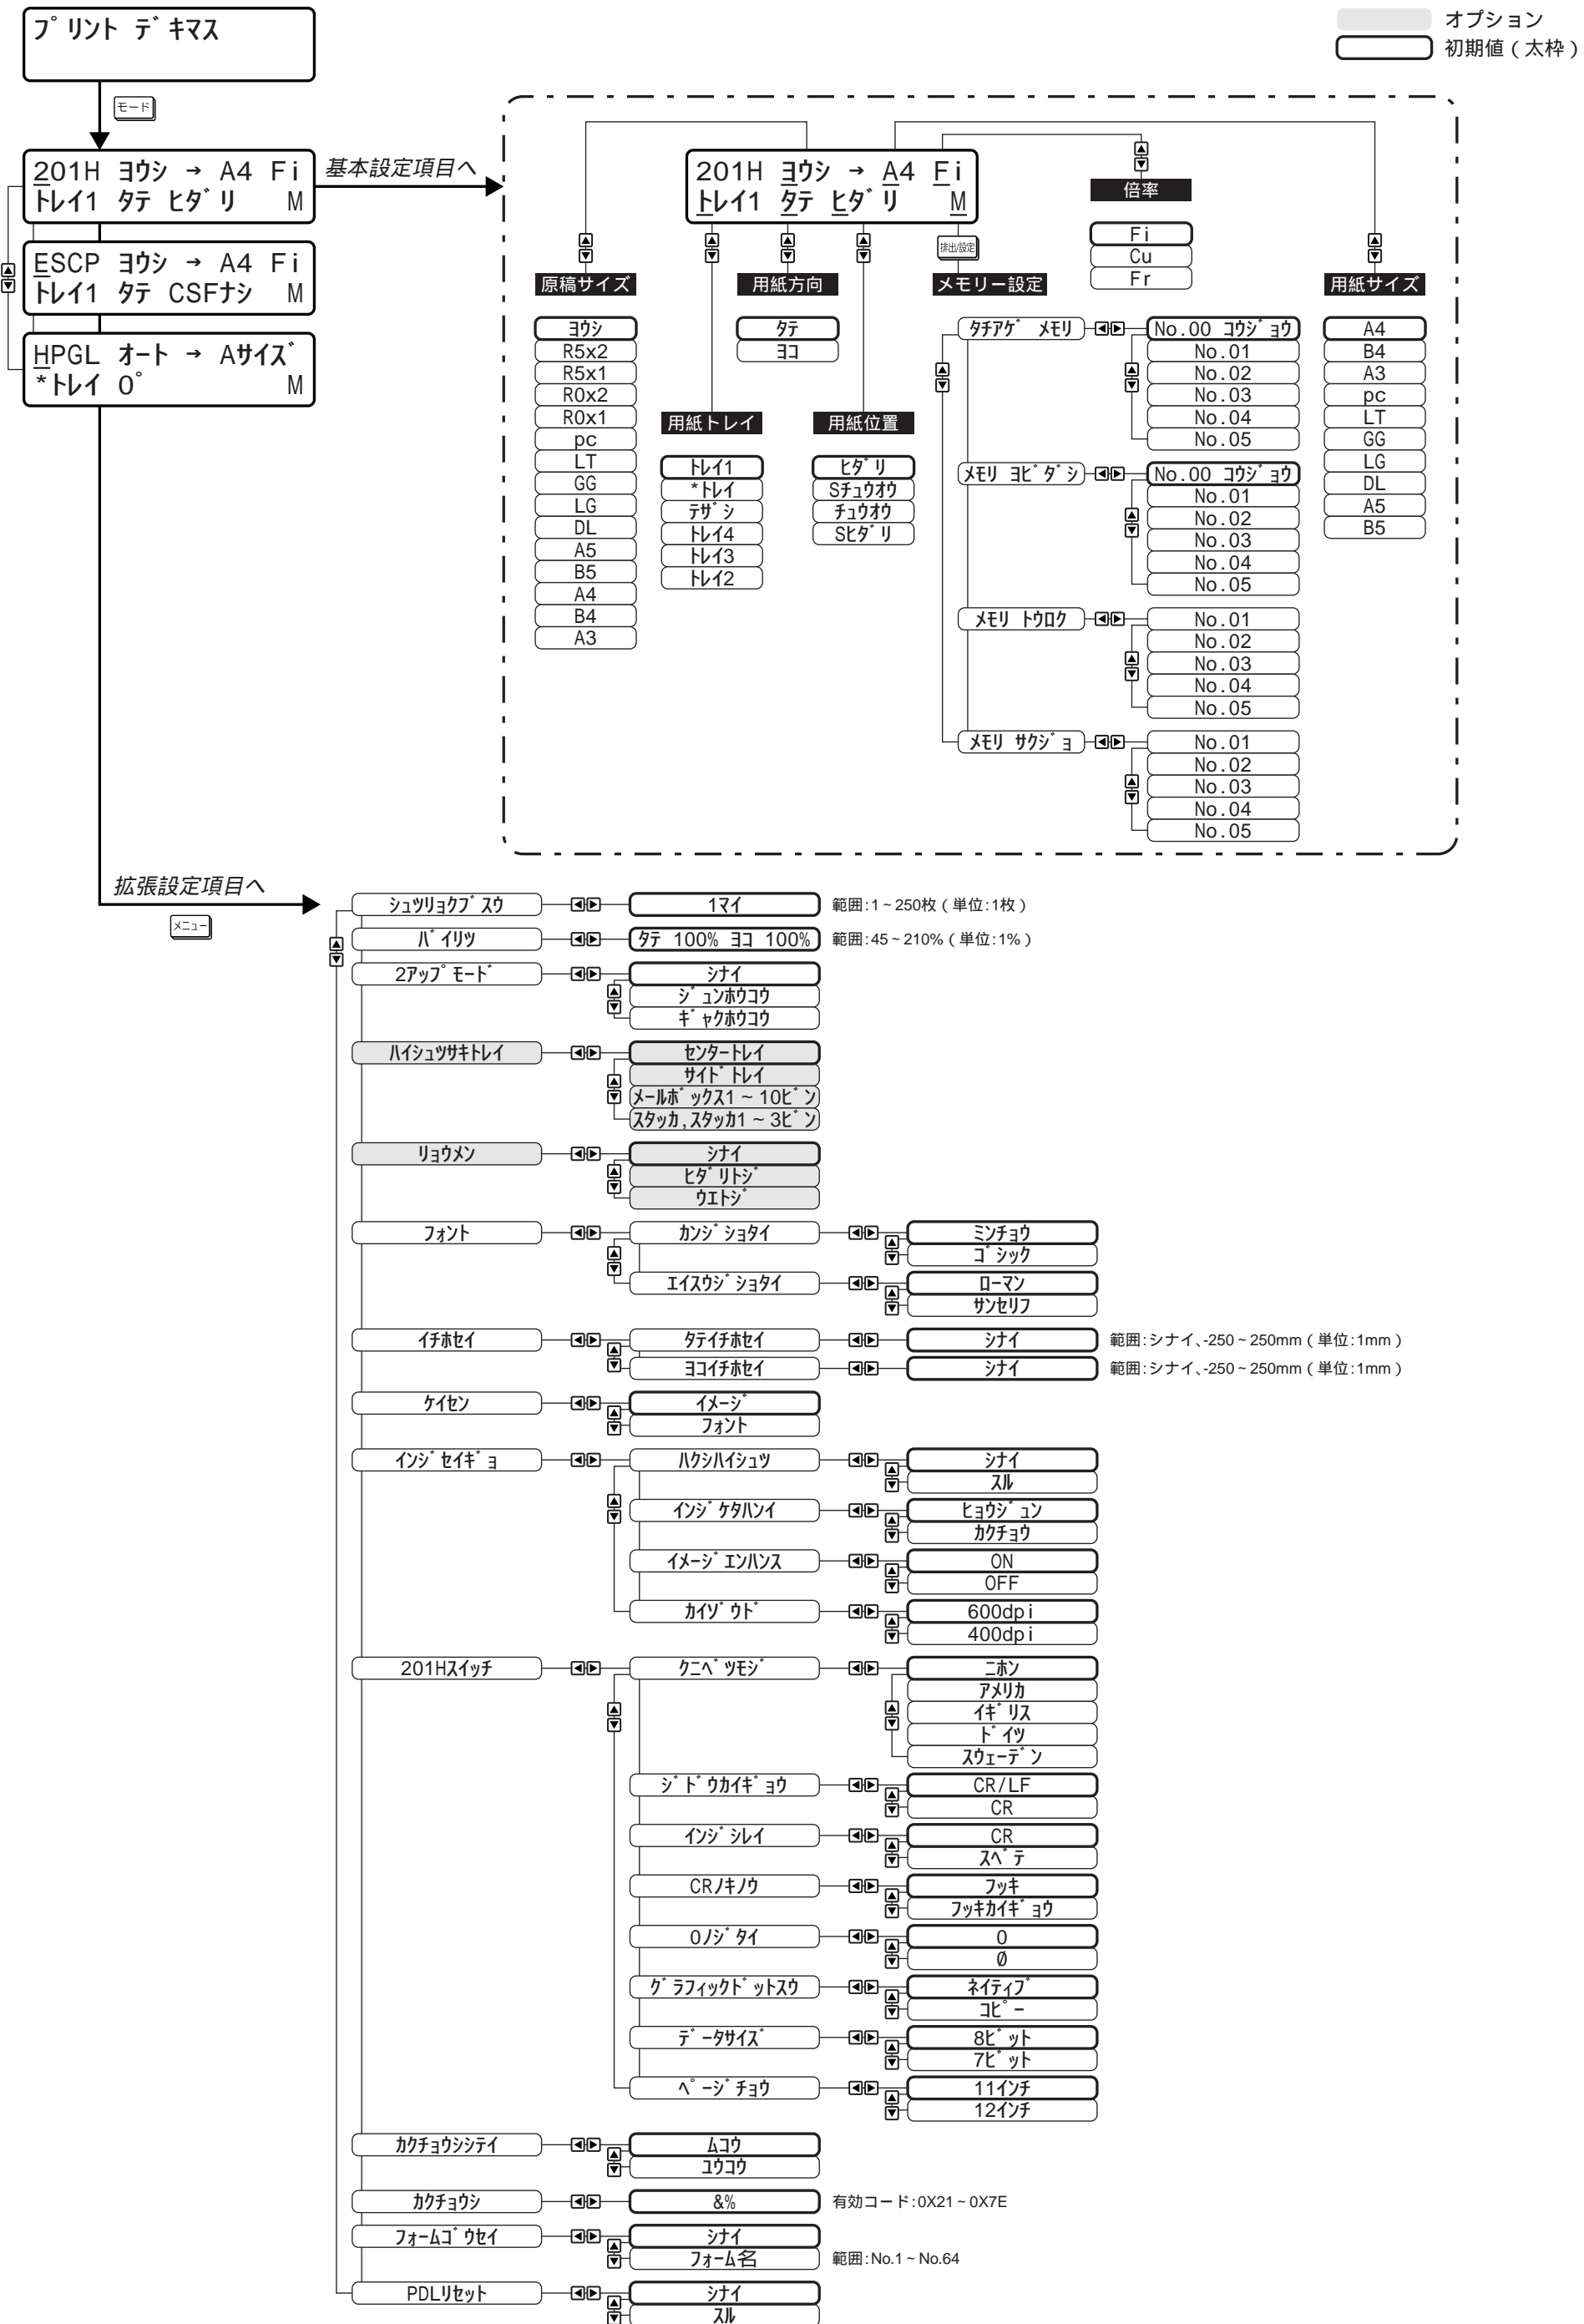 オプション
初期値（太枠）
プリント デキマス
モード
201H ﾖｳｼ → A4 Fi
ﾄﾚｲ1 ﾀﾃ ﾋﾀﾞﾘ M
基本設定項目へ
ESCP ﾖｳｼ → A4 Fi
ﾄﾚｲ1 ﾀﾃ CSFﾅｼ M
HPGL ｵｰﾄ → Aｻｲｽﾞ
*ﾄﾚｲ 0° M
201H ﾖｳｼ → A4 Fi
ﾄﾚｲ1 ﾀﾃ ﾋﾀﾞﾘ M
排出/設定
倍率
Fi
Cu
Fr
原稿サイズ
ﾖｳｼ
R5x2
R5x1
R0x2
R0x1
pc
LT
GG
LG
DL
A5
B5
A4
B4
A3
用紙トレイ
ﾄﾚｲ1
*ﾄﾚｲ
ﾃｻﾞｼ
ﾄﾚｲ4
ﾄﾚｲ3
ﾄﾚｲ2
用紙方向
ﾀﾃ
ﾖｺ
用紙位置
ﾋﾀﾞﾘ
Sﾁｭｳｵｳ
ﾁｭｳｵｳ
Sﾋﾀﾞﾘ
メモリー設定
ﾀﾁｱｹﾞ ﾒﾓﾘ
No.00 ｺｳｼﾞｮｳ
No.01
No.02
No.03
No.04
No.05
ﾒﾓﾘ ﾖﾋﾞﾀﾞｼ
No.00 ｺｳｼﾞｮｳ
No.01
No.02
No.03
No.04
No.05
ﾒﾓﾘ ﾄｳﾛｸ
No.01
No.02
No.03
No.04
No.05
ﾒﾓﾘ ｻｸｼﾞｮ
No.01
No.02
No.03
No.04
No.05
用紙サイズ
A4
B4
A3
pc
LT
GG
LG
DL
A5
B5
拡張設定項目へ
メニュー
ｼｭﾂﾘｮｸﾌﾞｽｳ
1ﾏｲ
範囲:1~250枚（単位:1枚）
ﾊﾞｲﾘﾂ
ﾀﾃ 100% ﾖｺ 100%
範囲:45~210%（単位:1%）
2ｱｯﾌﾟﾓｰﾄﾞ
ｼﾅｲ
ｼﾞｭﾝﾎｳｺｳ
ｷﾞｬｸﾎｳｺｳ
ﾊｲｼｭﾂｻｷﾄﾚｲ
ｾﾝﾀｰﾄﾚｲ
ｻｲﾄﾞﾄﾚｲ
ﾒｰﾙﾎﾞｯｸｽ1~10ﾋﾞﾝ
ｽﾀｯｶ,ｽﾀｯｶ1~3ﾋﾞﾝ
ﾘｮｳﾒﾝ
ｼﾅｲ
ﾋﾀﾞﾘﾄｼﾞ
ｳｴﾄｼﾞ
ﾌｫﾝﾄ
ｶﾝｼﾞｼｮﾀｲ
ﾐﾝﾁｮｳ
ｺﾞｼｯｸ
ｴｲｽｳｼﾞｼｮﾀｲ
ﾛｰﾏﾝ
ｻﾝｾﾘﾌ
ｲﾁﾎｾｲ
ﾀﾃｲﾁﾎｾｲ
ｼﾅｲ
範囲:シナイ、-250~250mm（単位:1mm）
ﾖｺｲﾁﾎｾｲ
ｼﾅｲ
範囲:シナイ、-250~250mm（単位:1mm）
ｹｲｾﾝ
ｲﾒｰｼﾞ
ﾌｫﾝﾄ
ｲﾝｼﾞｾｲｷﾞｮ
ﾊｸｼﾊｲｼｭﾂ
ｼﾅｲ
ｽﾙ
ｲﾝｼﾞｹﾀﾊﾝｲ
ﾋｮｳｼﾞｭﾝ
ｶｸﾁｮｳ
ｲﾒｰｼﾞｴﾝﾊﾝｽ
ON
OFF
ｶｲｿﾞｳﾄﾞ
600dpi
400dpi
201Hｽｲｯﾁ
ｸﾆﾍﾞﾂﾓｼﾞ
ﾆﾎﾝ
ｱﾒﾘｶ
ｲｷﾞﾘｽ
ﾄﾞｲﾂ
ｽｳｪｰﾃﾞﾝ
ｼﾞﾄﾞｳｶｲｷﾞｮｳ
CR/LF
CR
ｲﾝｼﾞｼﾚｲ
CR
ｽﾍﾞﾃ
CRﾉｷﾉｳ
ﾌｯｷ
ﾌｯｷｶｲｷﾞｮｳ
0ﾉｼﾞﾀｲ
0
Ø
ｸﾞﾗﾌｨｯｸﾄﾞｯﾄｽｳ
ﾈｲﾃｨﾌﾞ
ｺﾋﾟｰ
ﾃﾞｰﾀｻｲｽﾞ
8ﾋﾞｯﾄ
7ﾋﾞｯﾄ
ﾍﾟｰｼﾞﾁｮｳ
11ｲﾝﾁ
12ｲﾝﾁ
ｶｸﾁｮｳｼｼﾃｲ
ﾑｺｳ
ﾕｳｺｳ
ｶｸﾁｮｳｼ
&%
有効コード:0X21~0X7E
ﾌｫｰﾑｺﾞｳｾｲ
ｼﾅｲ
ﾌｫｰﾑ名
範囲:No.1~No.64
PDLﾘｾｯﾄ
ｼﾅｲ
ｽﾙ